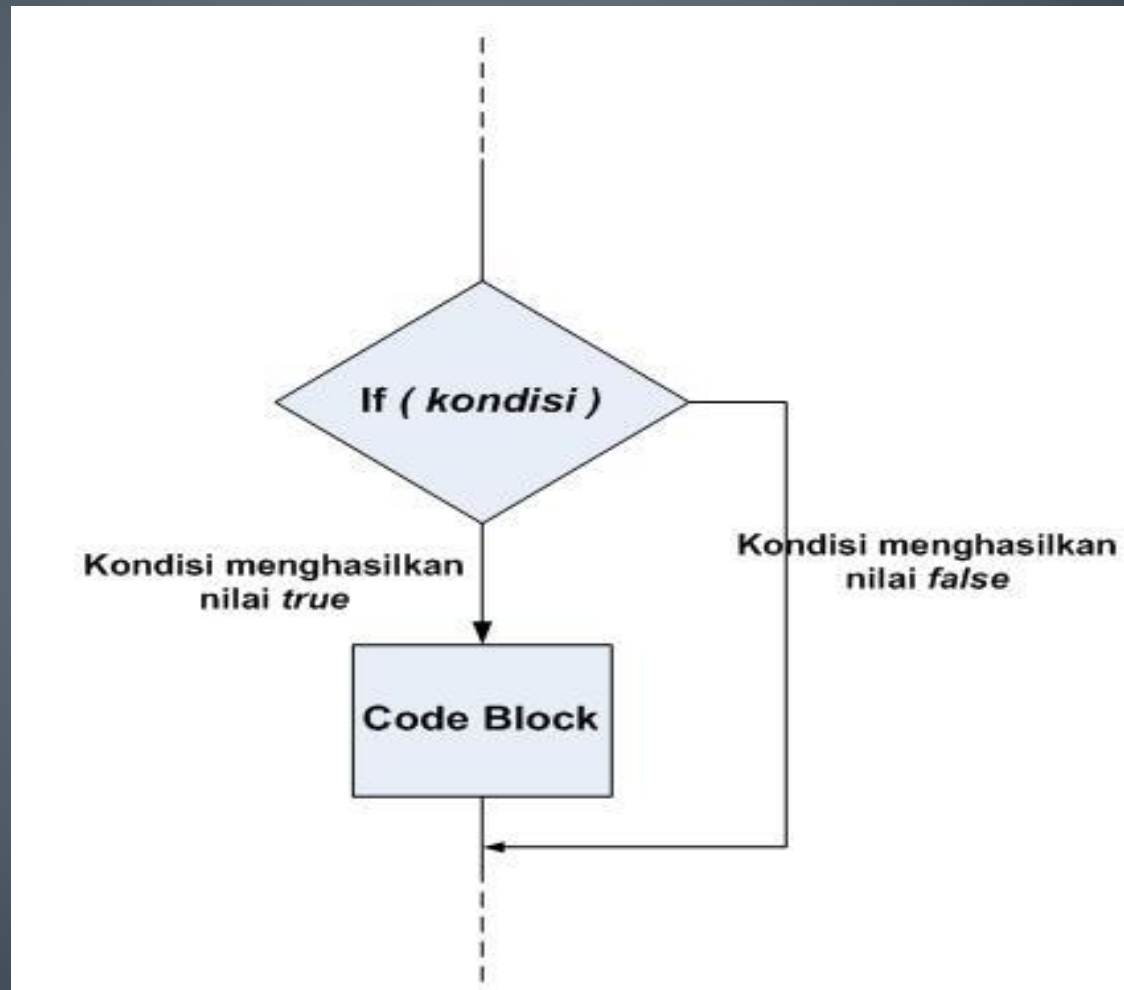 If ( kondisi )
Kondisi menghasilkan
nilai true
Kondisi menghasilkan
nilai false
Code Block